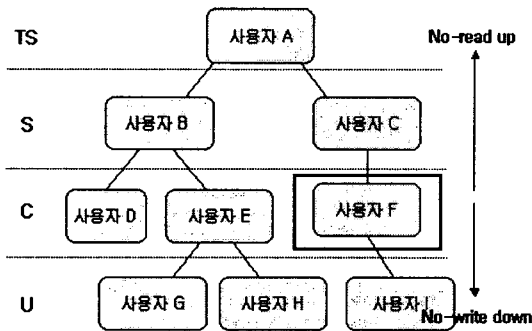 TS 사용자 A No-read up
S 사용자 B 사용자 C
C 사용자 D 사용자 E 사용자 F
U 사용자 G 사용자 H 사용자 I
No-write down